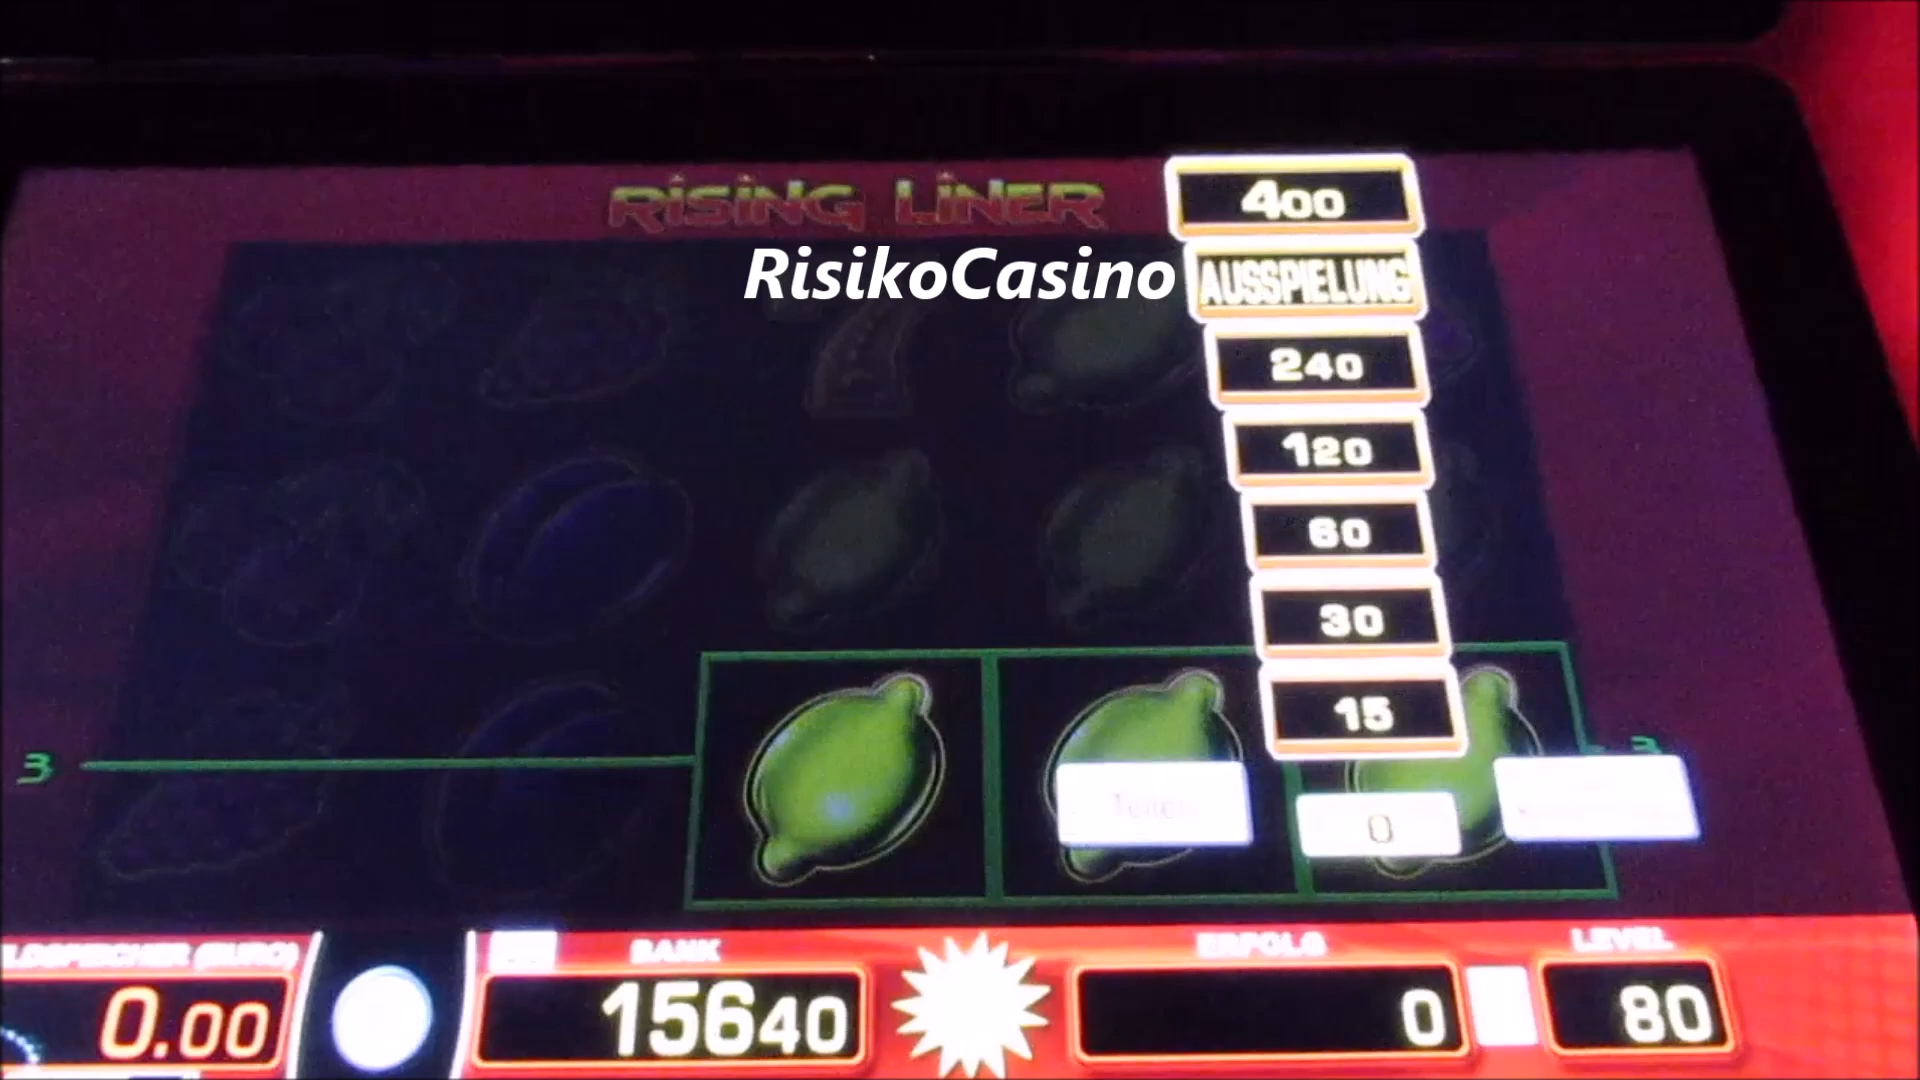 RISING LINER
RisikoCasino
400
AUSSPIELUNG
240
120
60
30
15
3
3
0
BANK
ERFOLG
LEVEL
0.00
15640
0
80